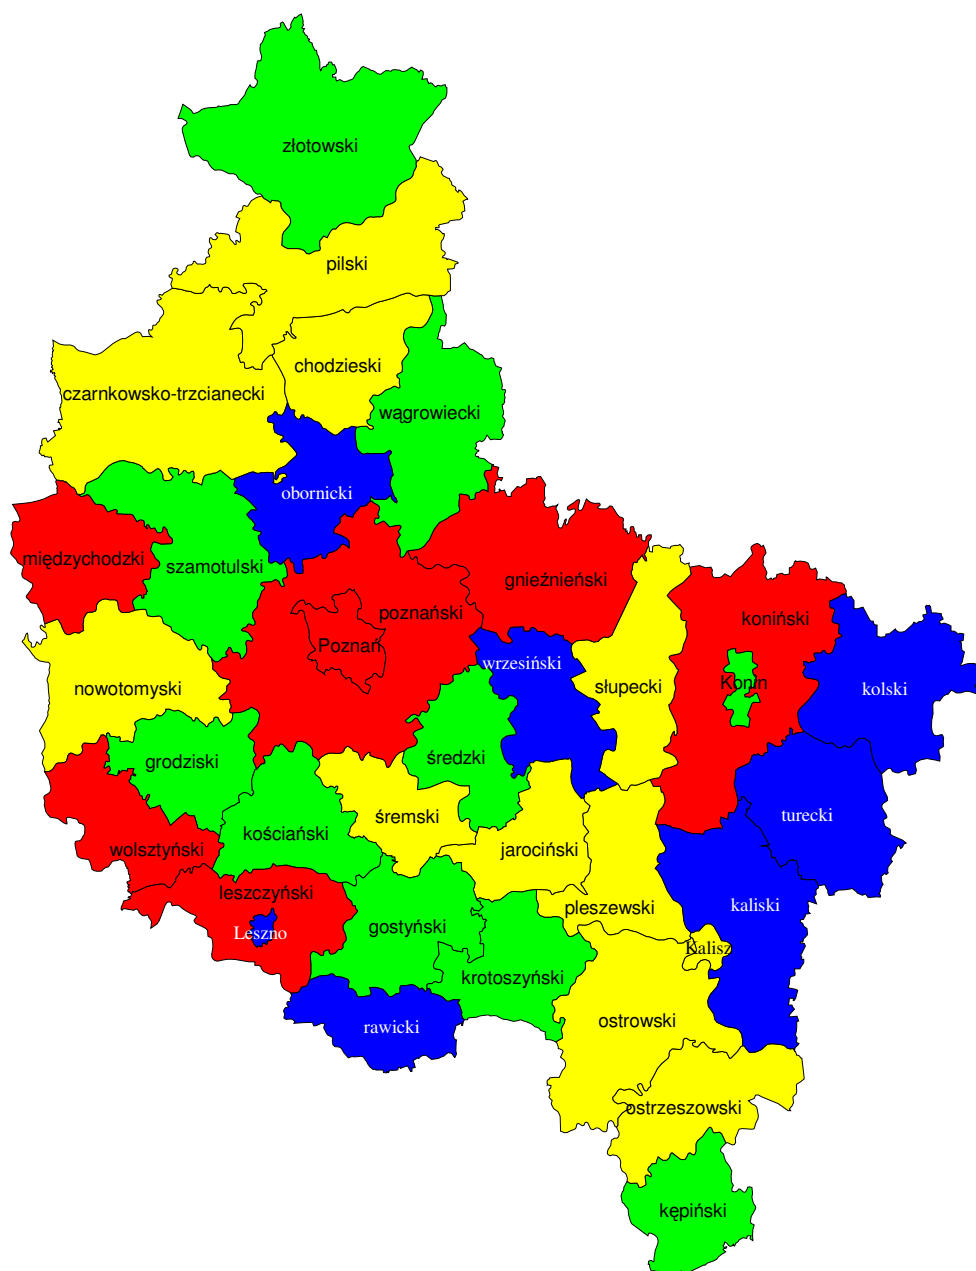 złotowski
pilski
chodzieski
czarnkowsko-trzcianecki
wągrowiecki
obornicki
międzychodzki
szamotulski
gnieźnieński
poznański
koniński
Poznań
wrzesiński
nowotomyski
słupecki
Konin
kolski
grodziski
średzki
śremski
turecki
kościański
wolsztyński
jarociński
leszczyński
pleszewski
kaliski
gostyński
Leszno
Kalisz
krotoszyński
rawicki
ostrowski
ostrzeszowski
kępiński